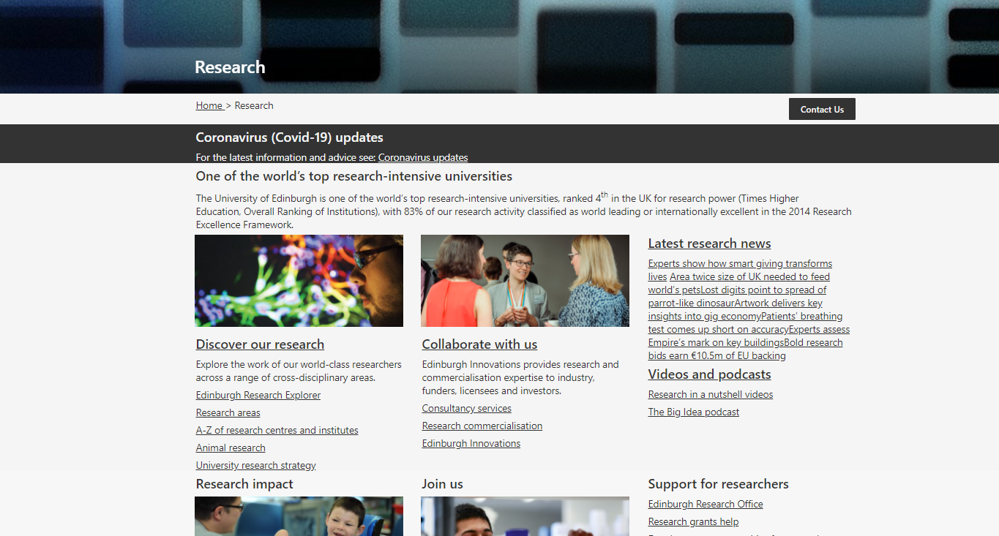 Research
Home > Research
Contact Us
Coronavirus (Covid-19) updates
For the latest information and advice see: Coronavirus updates
One of the world's top research-intensive universities
The University of Edinburgh is one of the world's top research-intensive universities, ranked 4th in the UK for research power (Times Higher
Education, Overall Ranking of Institutions), with 83% of our research activity classified as world leading or internationally excellent in the 2014 Research
Excellence Framework.
Discover our research
Explore the work of our world-class researchers
across a range of cross-disciplinary areas.
Edinburgh Research Explorer
Research areas
A-Z of research centres and institutes
Animal research
University research strategy
Collaborate with us
Edinburgh Innovations provides research and
commercialisation expertise to industry,
funders, licensees and investors.
Consultancy services
Research commercialisation
Edinburgh Innovations
Latest research news
Experts show how smart giving transforms
lives Area twice size of UK needed to feed
world's petsLost digits point to spread of
parrot-like dinosaurArtwork delivers key
insights into gig economyPatients' breathing
test comes up short on accuracyExperts assess
Empire's mark on key buildingsBold research
bids earn €10.5m of EU backing
Videos and podcasts
Research in a nutshell videos
The Big Idea podcast
Research impact
Join us
Support for researchers
Edinburgh Research Office
Research grants help